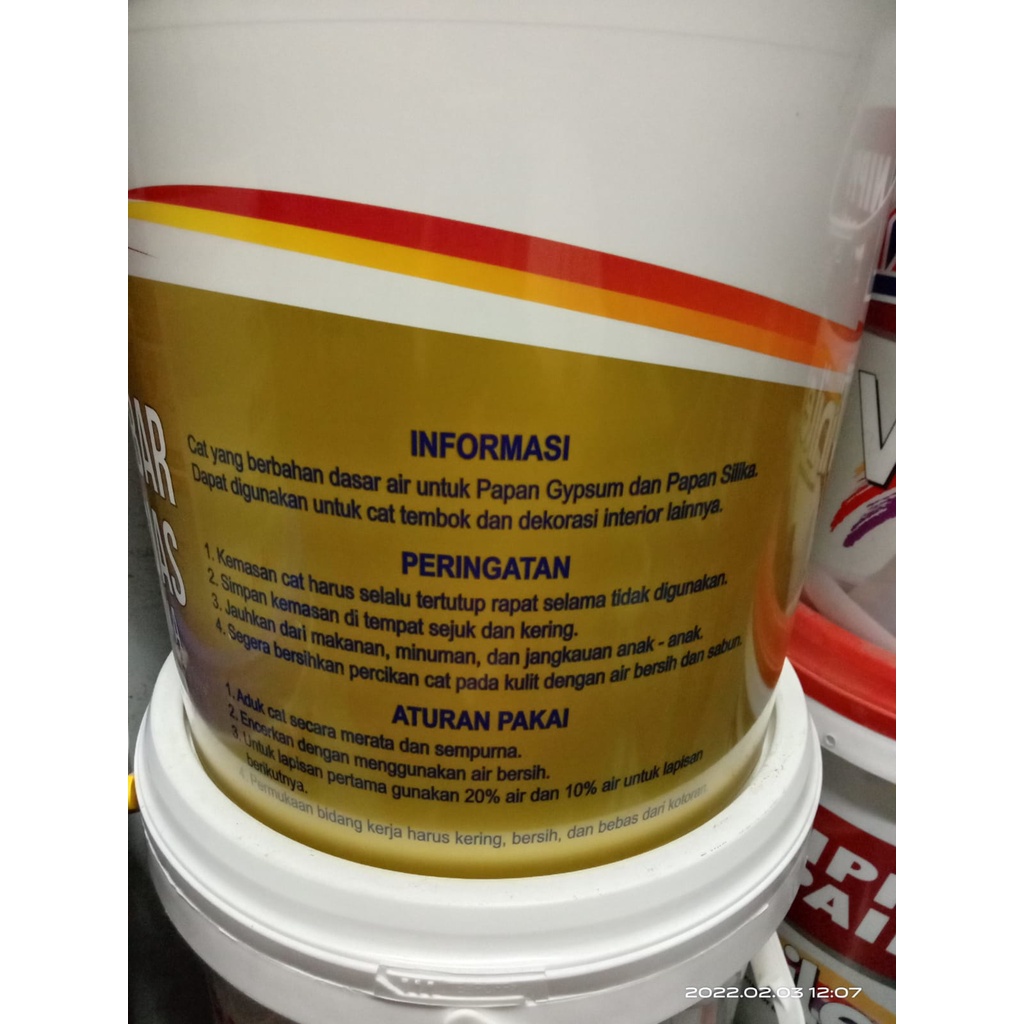 INFORMASI
Cat yang berbahan dasar air untuk Papan Gypsum dan Papan Silika.
Dapat digunakan untuk cat tembok dan dekorasi interior lainnya.
PERINGATAN
1. Kemasan cat harus selalu tertutup rapat selama tidak digunakan.
2. Simpan kemasan di tempat sejuk dan kering.
3. Jauhkan dari makanan, minuman, dan jangkauan anak - anak.
4. Segera bersihkan percikan cat pada kulit dengan air bersih dan sabun.
ATURAN PAKAI
1. Aduk cat secara merata dan sempurna.
2. Encerkan dengan menggunakan air bersih.
3. Untuk lapisan pertama gunakan 20% air dan 10% air untuk lapisan
berikutnya.
4. Permukaan bidang kerja harus kering, bersih, dan bebas dari kotoran.
2022.02.03 12:07